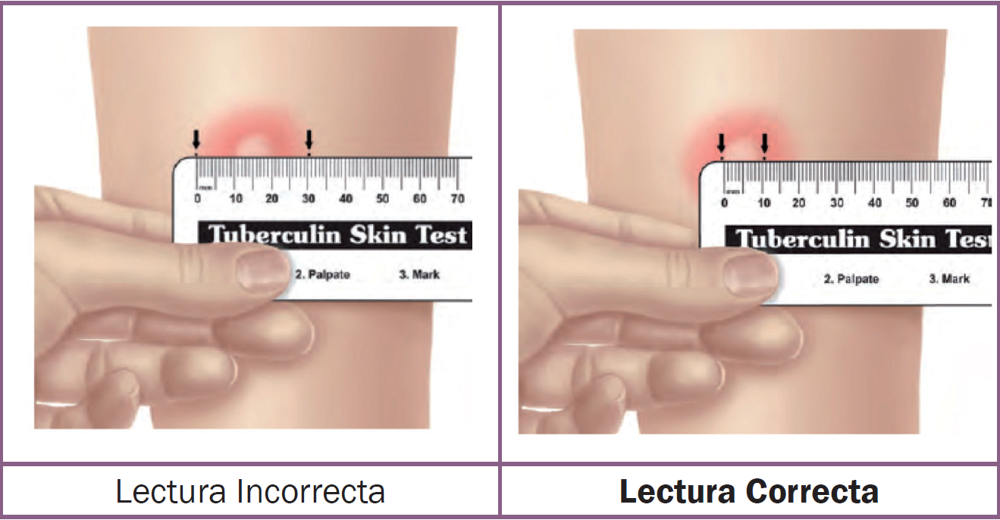 mm
0 10 20 30 40 50 60 70
Tuberculin Skin Test
2. Palpate 3. Mark
Lectura Incorrecta
mm
0 10 20 30 40 50 60
Tuberculin Skin Test
2. Palpate 3. Mark
Lectura Correcta